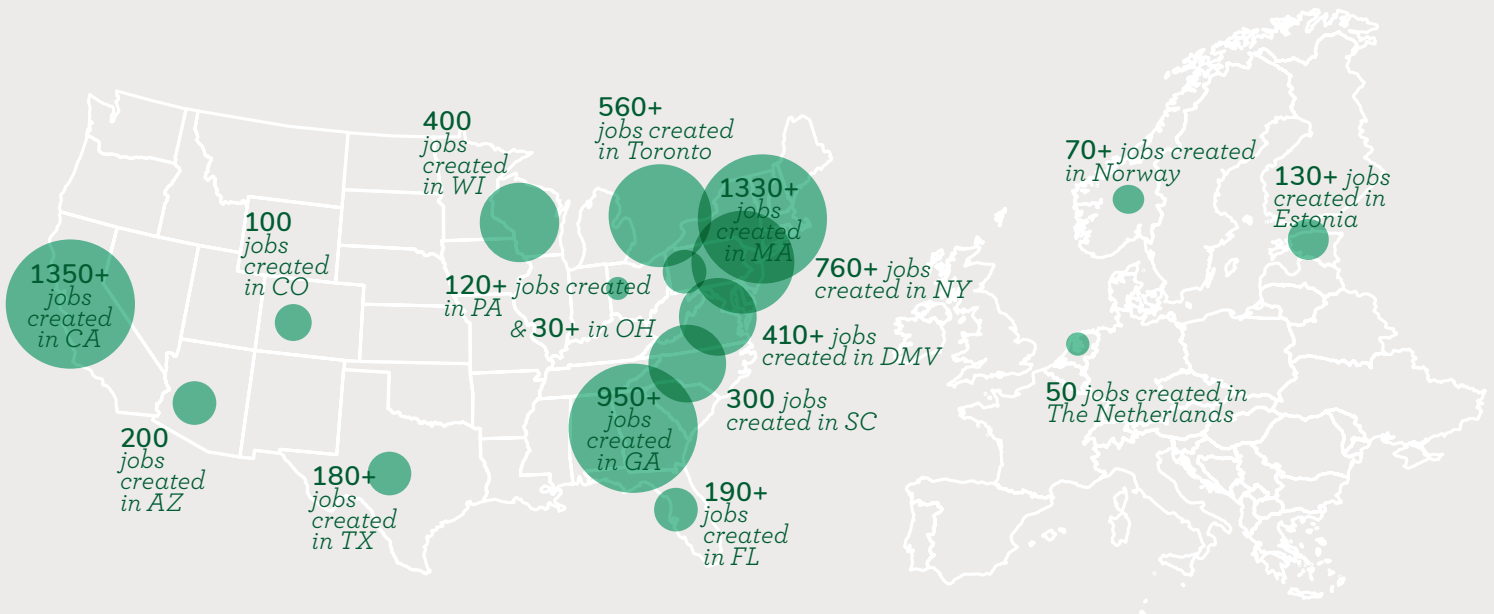 560+
jobs created
in Toronto
400
jobs
created
in WI
70+ jobs created
in Norway
130+ jobs
created in
Estonia
1330+
jobs
created
in MA
100
jobs
created
in CO
1350+
jobs
created
in CA
760+ jobs
created in NY
120+ jobs created
in PA
& 30+ in OH
410+ jobs
created in DMV
50 jobs created in
The Netherlands
950+
jobs
created
in GA
300 jobs
created in SC
200
jobs
created
in AZ
180+
jobs
created
in TX
190+
jobs
created
in FL